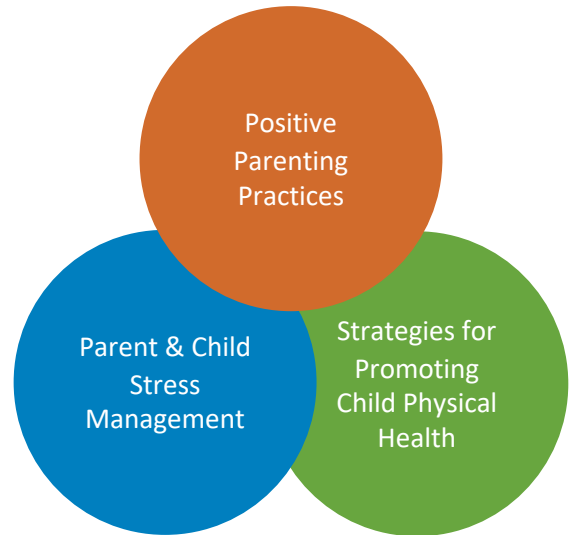 Positive
Parenting
Practices
Parent & Child
Stress
Management
Strategies for
Promoting
Child Physical
Health